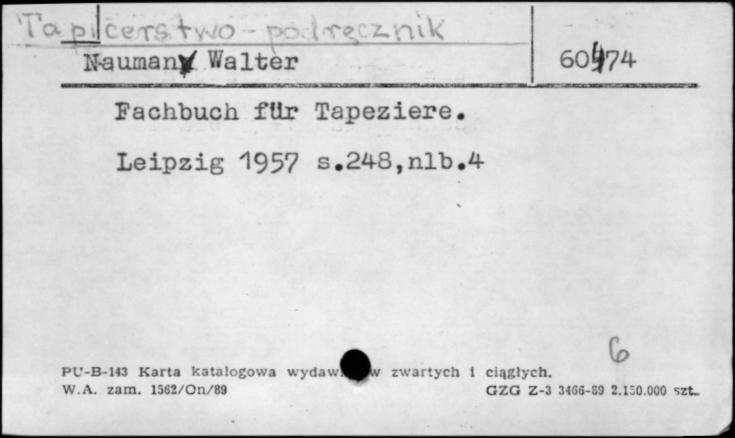 Tapicerstwo - podręcznik
Naumann Walter 60474
Fachbuch für Tapeziere.
Leipzig 1957 s.248,nlb.4
6
PU-B-143 Karta katalogowa wydaw w zwartych i ciągłych.
W.A. zam. 1562/On/89 GZG Z-3 3466-89 2.150.000 szt.